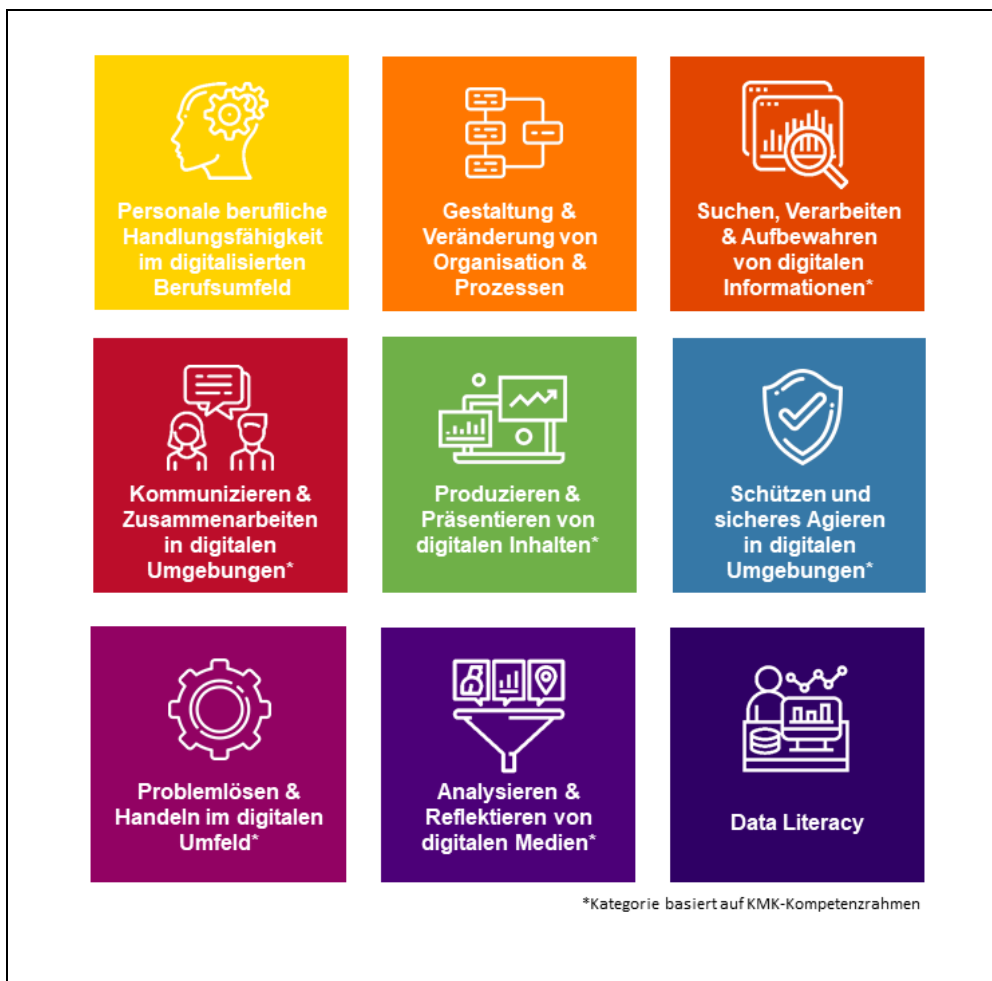 Personale berufliche
Handlungsfähigkeit
im digitalisierten
Berufsumfeld
Gestaltung &
Veränderung von
Organisation &
Prozessen
Suchen, Verarbeiten
& Aufbewahren
von digitalen
Informationen*
Kommunizieren &
Zusammenarbeiten
in digitalen
Umgebungen*
Produzieren &
Präsentieren von
digitalen Inhalten*
Schützen und
sicheres Agieren
in digitalen
Umgebungen*
Problemlösen &
Handeln im digitalen
Umfeld*
Analysieren &
Reflektieren von
digitalen Medien*
Data Literacy
*Kategorie basiert auf KMK-Kompetenzrahmen